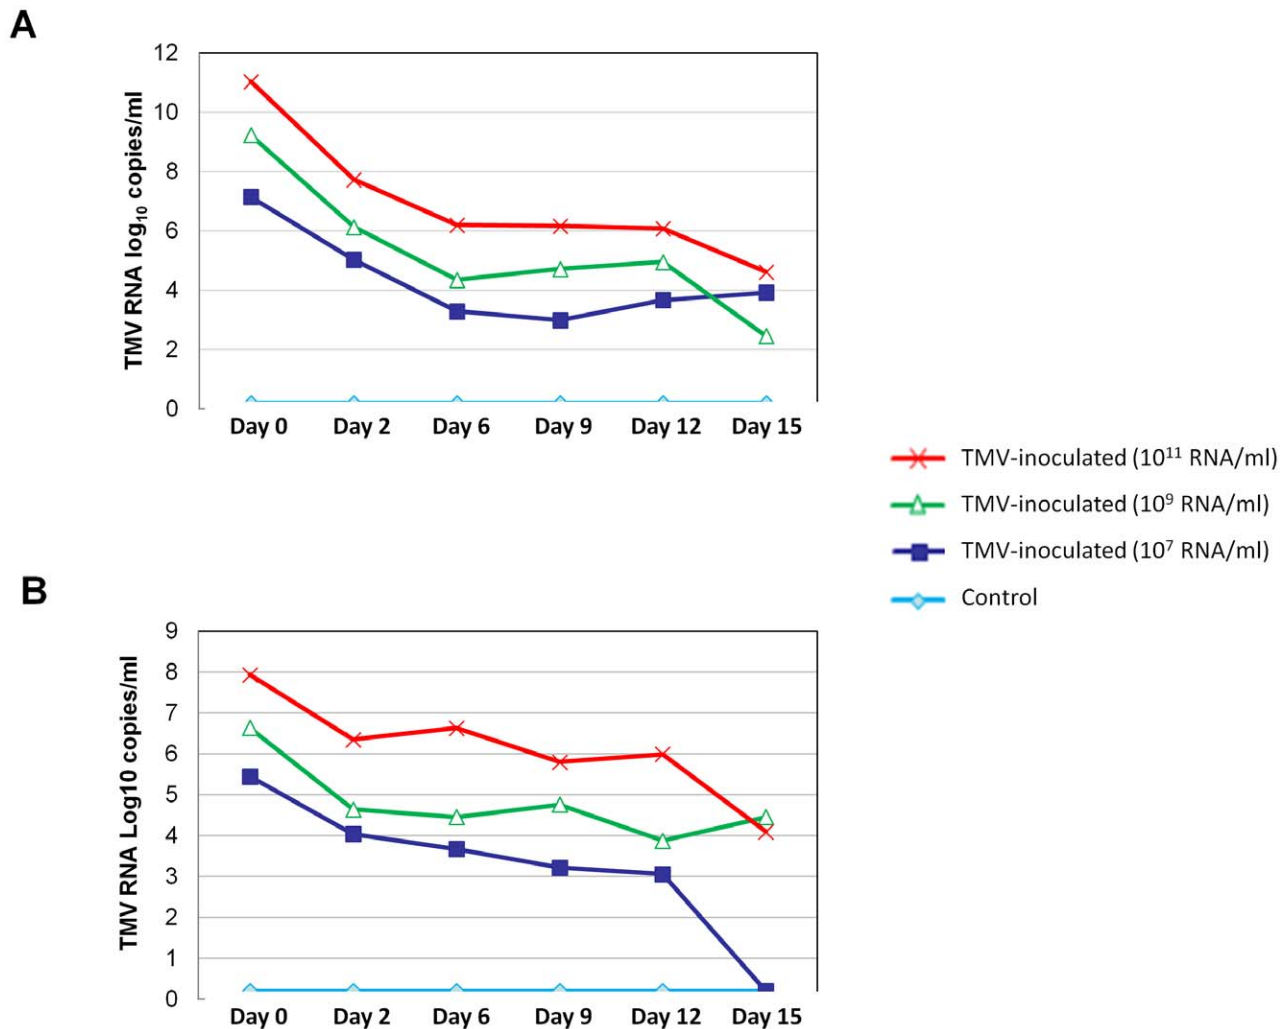 A
TMV RNA log₁₀ copies/ml
12
10
8
6
4
2
0
Day 0 Day 2 Day 6 Day 9 Day 12 Day 15
TMV-inoculated (10¹¹ RNA/ml)
TMV-inoculated (10⁹ RNA/ml)
TMV-inoculated (10⁷ RNA/ml)
Control
B
TMV RNA Log10 copies/ml
9
8
7
6
5
4
3
2
1
0
Day 0 Day 2 Day 6 Day 9 Day 12 Day 15